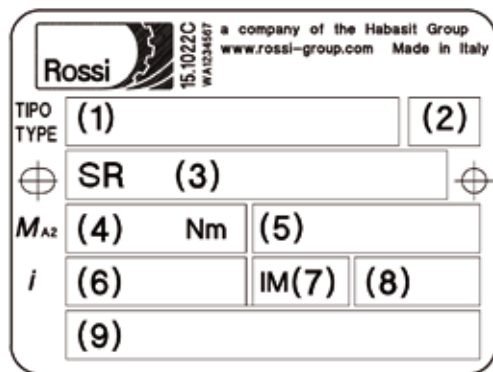 Rossi
15.1022C
WA1234567
a company of the Habasit Group
www.rossi-group.com Made in Italy
TIPO
TYPE
(1) (2)
SR (3)
MA2 (4) Nm (5)
i (6) IM(7) (8)
(9)